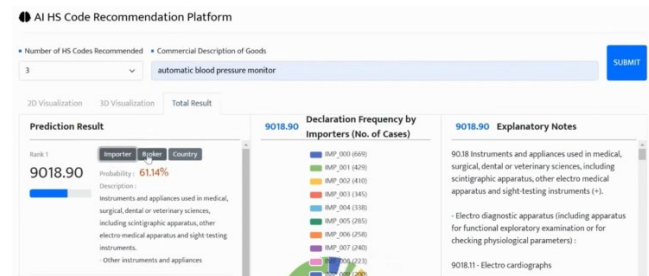 AI HS Code Recommendation Platform
Number of HS Codes Recommended
Commercial Description of Goods
3
automatic blood pressure monitor
SUBMIT
2D Visualization
3D Visualization
Total Result
Prediction Result
Rank 1
Importer
Broker
Country
9018.90
Probability : 61.14%
Description :
Instruments and appliances used in medical,
surgical, dental or veterinary sciences,
including scintigraphic apparatus, other
electro-medical apparatus and sight-testing
instruments.
- Other instruments and appliances
9018.90 Declaration Frequency by
Importers (No. of Cases)
IMP_000 (669)
IMP_001 (429)
IMP_002 (410)
IMP_003 (345)
IMP_004 (338)
IMP_005 (285)
IMP_006 (258)
IMP_007 (240)
IMP_008 (223)
9018.90 Explanatory Notes
90.18 Instruments and appliances used in medical,
surgical, dental or veterinary sciences, including
scintigraphic apparatus, other electro medical
apparatus and sight-testing instruments (+).
- Electro diagnostic apparatus (including apparatus
for functional exploratory examination or for
checking physiological parameters) :
9018.11 - Electro cardiographs